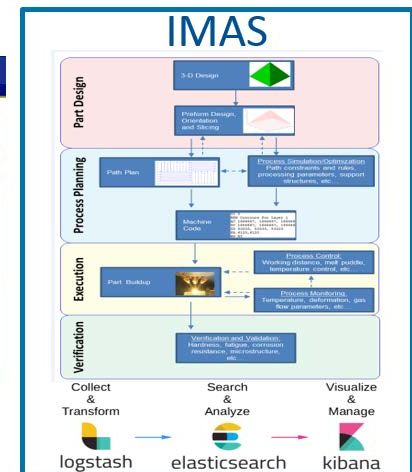 IMAS
Part Design
3-D Design
Preform Design,
Orientation
and Slicing
Process Planning
Path Plan
Process Simulation/Optimization
Path constraints and rules,
processing parameters, support
structures, etc...
Machine
Code
Execution
Part Buildup
Process Control:
Working distance, melt puddle,
temperature control, etc...
Process Monitoring:
Temperature, deformation, gas
flow parameters, etc...
Verification
Verification and Validation:
Hardness, fatigue, corrosion
resistance, microstructure,
etc...
Collect
&
Transform
Search
&
Analyze
Visualize
&
Manage
logstash
elasticsearch
kibana